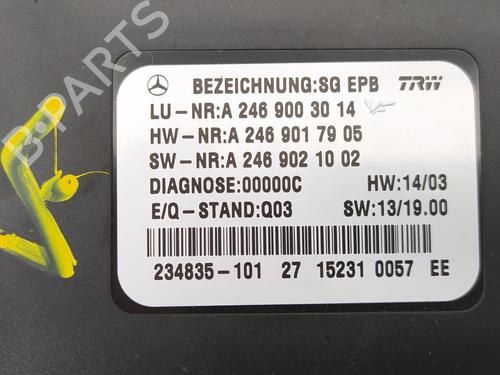 BEZEICHNUNG:SG EPB TRW
LU-NR:A 246 900 30 14
HW-NR:A 246 901 79 05
SW-NR:A 246 902 10 02
DIAGNOSE:00000C HW:14/03
E/Q-STAND:Q03 SW:13/19.00
234835-101 27 15231 0057 EE
B-PARTS